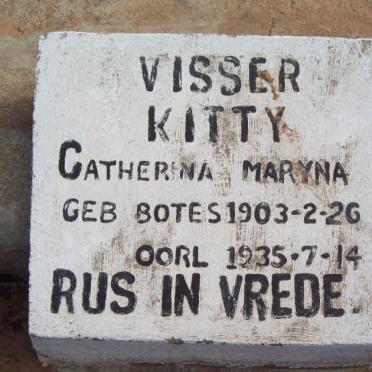 VISSER
KITTY
CATHERINA MARYNA
GEB BOTES 1903-2-26
OORL 1935-7-14
RUS IN VREDE.